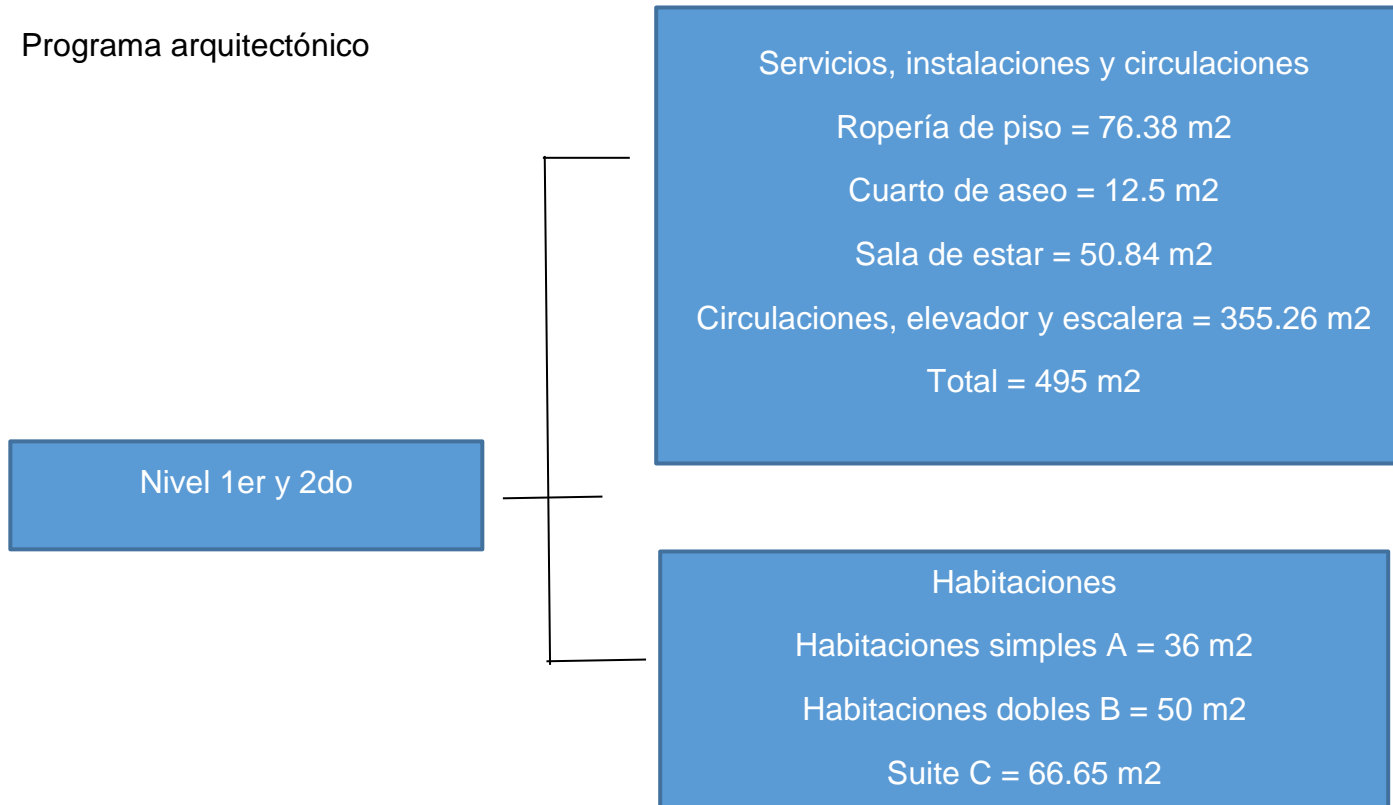 Programa arquitectónico
Servicios, instalaciones y circulaciones
Ropería de piso = 76.38 m2
Cuarto de aseo = 12.5 m2
Sala de estar = 50.84 m2
Circulaciones, elevador y escalera = 355.26 m2
Total = 495 m2
Nivel 1er y 2do
Habitaciones
Habitaciones simples A = 36 m2
Habitaciones dobles B = 50 m2
Suite C = 66.65 m2